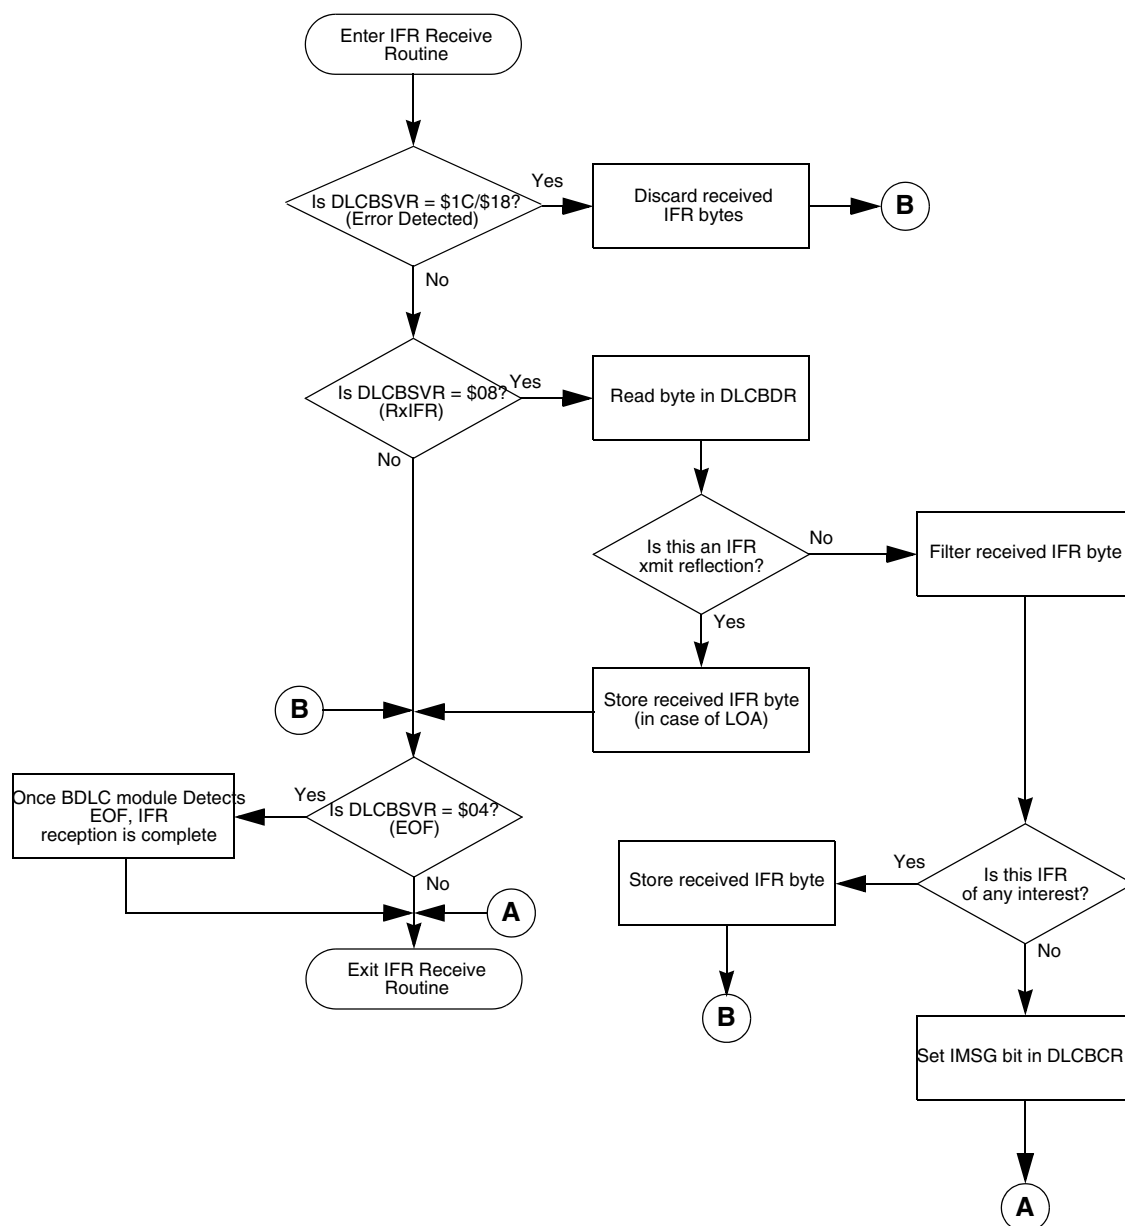 Enter IFR Receive
Routine
Is DLCBSVR = $1C/$18?
(Error Detected)
Yes
Discard received
IFR bytes
B
No
Is DLCBSVR = $08?
(RxIFR)
Yes
Read byte in DLCBDR
No
Is this an IFR
xmit reflection?
No
Filter received IFR byte
Yes
Store received IFR byte
(in case of LOA)
B
Is DLCBSVR = $04?
(EOF)
Yes
Once BDLC module Detects
EOF, IFR
reception is complete
No
A
Exit IFR Receive
Routine
Is this IFR
of any interest?
Yes
Store received IFR byte
B
No
Set IMSG bit in DLCBCR
A